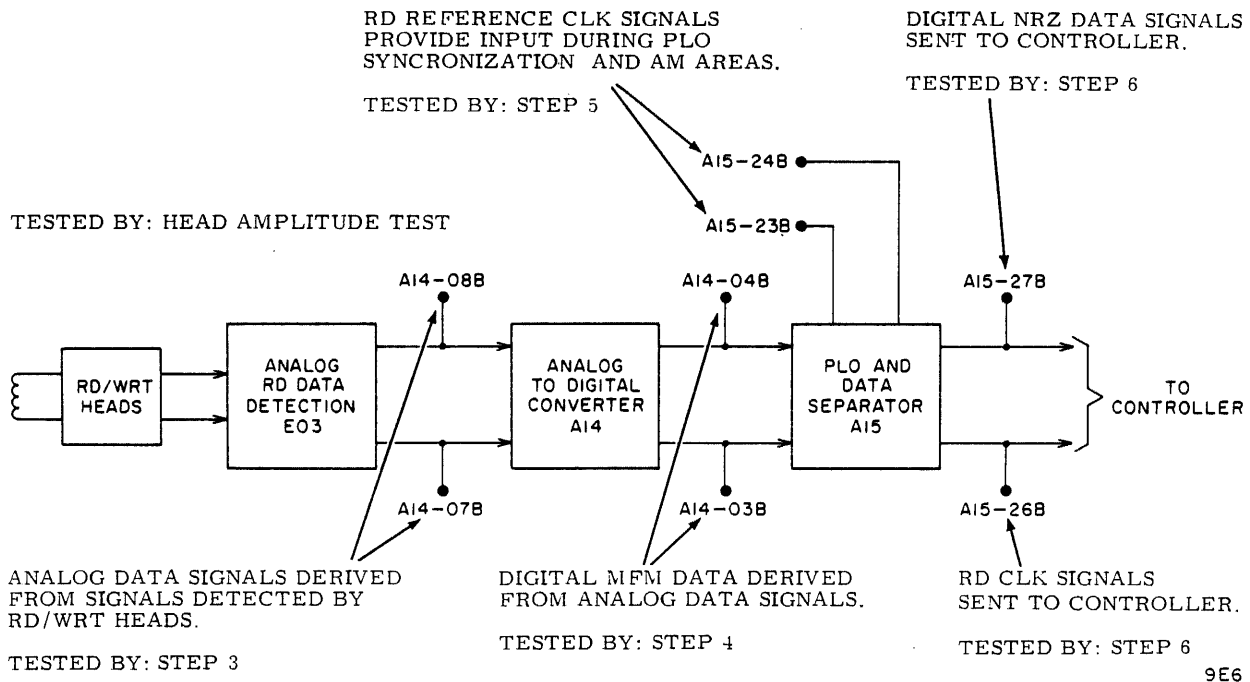 RD REFERENCE CLK SIGNALS
PROVIDE INPUT DURING PLO
SYNCRONIZATION AND AM AREAS.
TESTED BY: STEP 5
DIGITAL NRZ DATA SIGNALS
SENT TO CONTROLLER.
TESTED BY: STEP 6
A15-24B
A15-23B
TESTED BY: HEAD AMPLITUDE TEST
A14-08B
A14-04B
A15-27B
RD/WRT
HEADS
ANALOG
RD DATA
DETECTION
E03
ANALOG
TO DIGITAL
CONVERTER
A14
PLO AND
DATA
SEPARATOR
A15
TO
CONTROLLER
A14-07B
A14-03B
A15-26B
ANALOG DATA SIGNALS DERIVED
FROM SIGNALS DETECTED BY
RD/WRT HEADS.
TESTED BY: STEP 3
DIGITAL MFM DATA DERIVED
FROM ANALOG DATA SIGNALS.
TESTED BY: STEP 4
RD CLK SIGNALS
SENT TO CONTROLLER.
TESTED BY: STEP 6
9E6